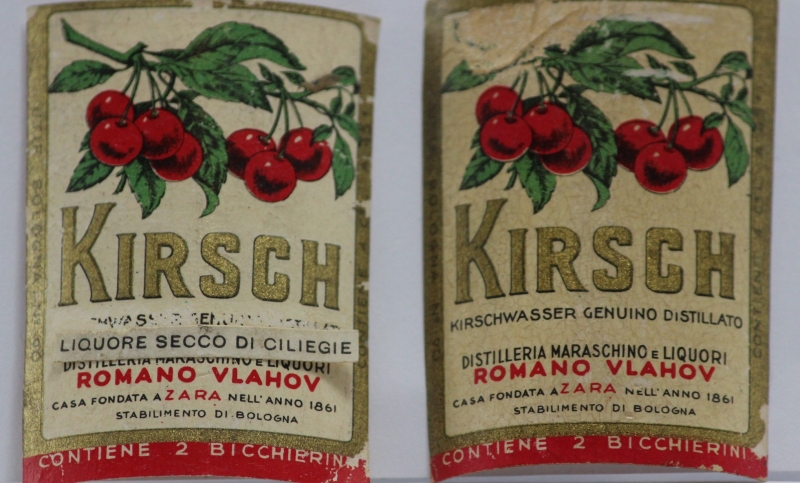 KIRSCH
LIQUORE SECCO DI CILIEGIE
DISTILLERIA MARASCHINO E LIQUORI
ROMANO VLAHOV
CASA FONDATA A ZARA NELL'ANNO 1861
STABILIMENTO DI BOLOGNA
CONTIENE 2 BICCHIERINI
KIRSCH
KIRSCHWASSER GENUINO DISTILLATO
DISTILLERIA MARASCHINO E LIQUORI
ROMANO VLAHOV
CASA FONDATA A ZARA NELL'ANNO 1861
STABILIMENTO DI BOLOGNA
CONTIENE 2 BICCHIERINI